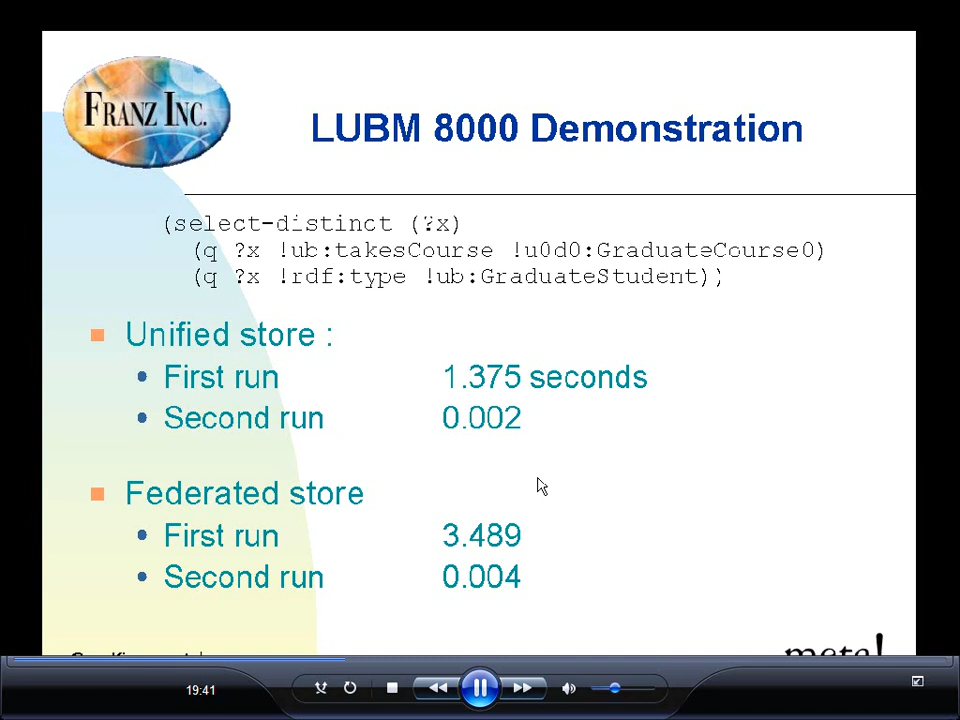 FRANZ INC.
LUBM 8000 Demonstration
(select-distinct (?x)
(q ?x !ub:takesCourse !u0d0:GraduateCourse0)
(q ?x !rdf:type !ub:GraduateStudent))
Unified store :
First run 1.375 seconds
Second run 0.002
Federated store
First run 3.489
Second run 0.004
19:41